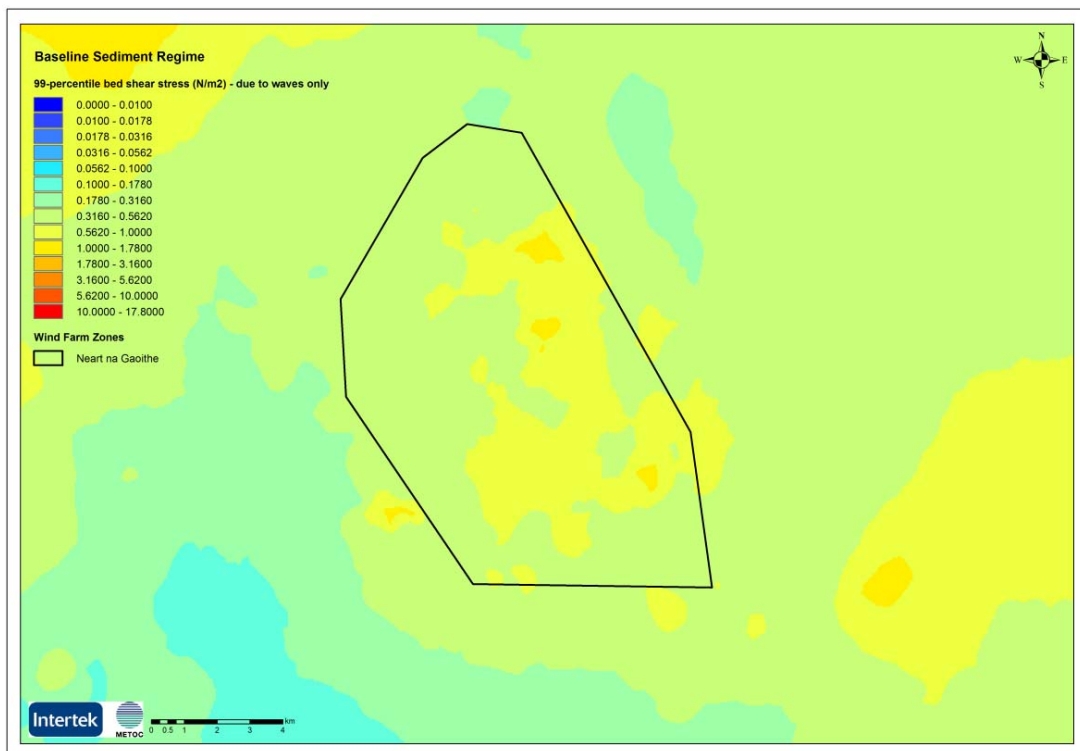 Baseline Sediment Regime
99-percentile bed shear stress (N/m2) - due to waves only
0.0000 - 0.0100
0.0100 - 0.0178
0.0178 - 0.0316
0.0316 - 0.0562
0.0562 - 0.1000
0.1000 - 0.1780
0.1780 - 0.3160
0.3160 - 0.5620
0.5620 - 1.0000
1.0000 - 1.7800
1.7800 - 3.1600
3.1600 - 5.6200
5.6200 - 10.0000
10.0000 - 17.8000
Wind Farm Zones
Neart na Gaoithe
N
W E
S
Intertek
METOC
km
0 0.5 1 2 3 4